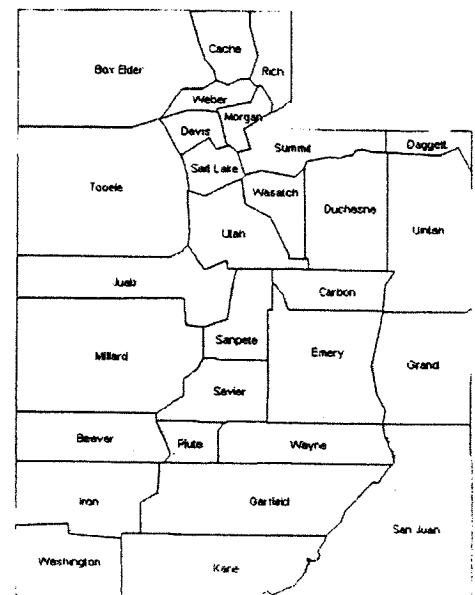 Cache
Box Elder
Rich
Weber
Morgan
Davis
Summit
Daggett
Salt Lake
Tooele
Wasatch
Duchesne
Uintah
Utah
Juab
Carbon
Sanpete
Emery
Millard
Grand
Sevier
Beaver
Piute
Wayne
Iron
Garfield
San Juan
Washington
Kane